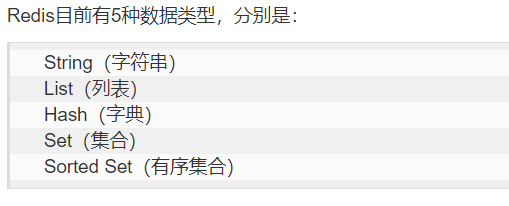 Redis目前有5种数据类型，分别是：
String（字符串）
List（列表）
Hash（字典）
Set（集合）
Sorted Set（有序集合）